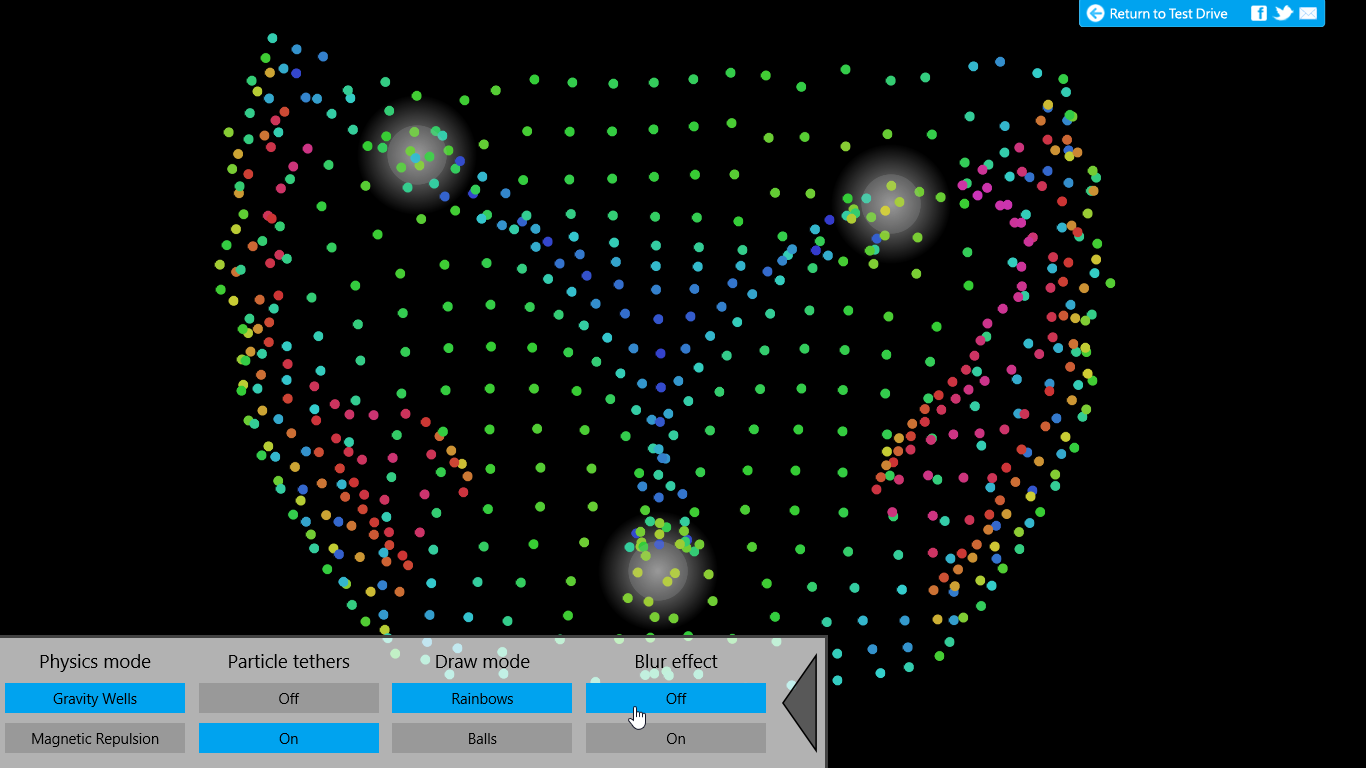 Return to Test Drive
Physics mode Particle tethers Draw mode Blur effect
Gravity Wells Off Rainbows Off
Magnetic Repulsion On Balls On